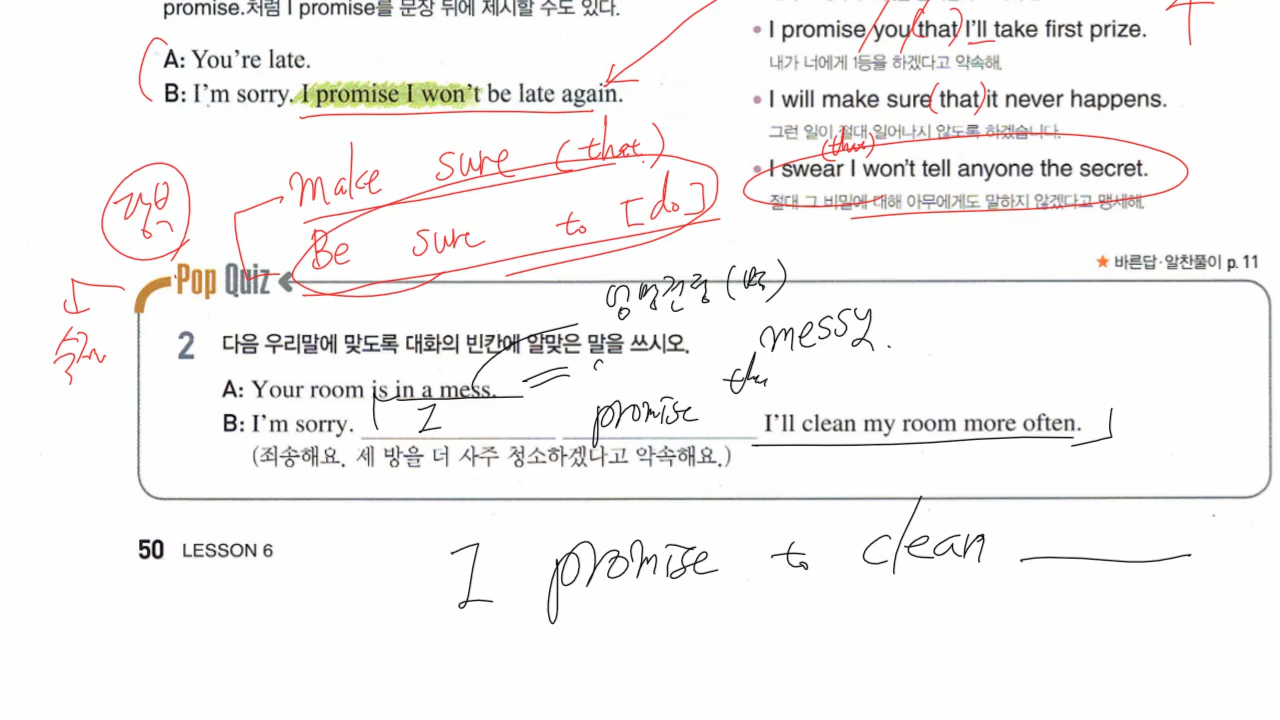 promise.처럼 I promise를 문장 뒤에 제시할 수도 있다.
A: You're late.
B: I'm sorry. I promise I won't be late again.
I promise you (that) I'll take first prize.
내가 너에게 1등을 하겠다고 약속해.
I will make sure (that) it never happens.
그런 일이 절대 일어나지 않도록 하겠습니다.
(that)
I swear I won't tell anyone the secret.
절대 그 비밀에 대해 아무에게도 말하지 않겠다고 맹세해.
Make sure (that)
Be sure to [do]
Pop Quiz
★ 바른답·알찬풀이 p. 11
2 다음 우리말에 맞도록 대화의 빈칸에 알맞은 말을 쓰시오.
messy.
A: Your room is in a mess. =
B: I'm sorry. I promise I'll clean my room more often.
(죄송해요. 제 방을 더 자주 청소하겠다고 약속해요.)
50 LESSON 6
I promise to clean